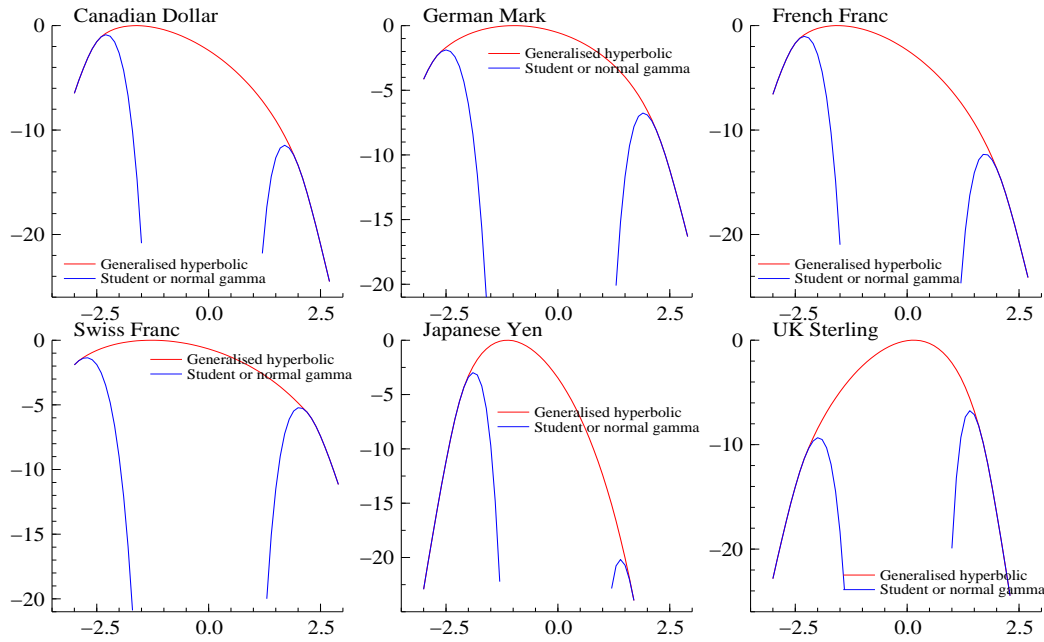 Canadian Dollar
0
−10
−20
Generalised hyperbolic
Student or normal gamma
−2.5 0.0 2.5
German Mark
0
−5
−10
−15
−20
Generalised hyperbolic
Student or normal gamma
−2.5 0.0 2.5
French Franc
0
−10
−20
Generalised hyperbolic
Student or normal gamma
−2.5 0.0 2.5
Swiss Franc
0
−5
−10
−15
−20
Generalised hyperbolic
Student or normal gamma
−2.5 0.0 2.5
Japanese Yen
0
−5
−10
−15
−20
Generalised hyperbolic
Student or normal gamma
−2.5 0.0 2.5
UK Sterling
0
−10
−20
Generalised hyperbolic
Student or normal gamma
−2.5 0.0 2.5